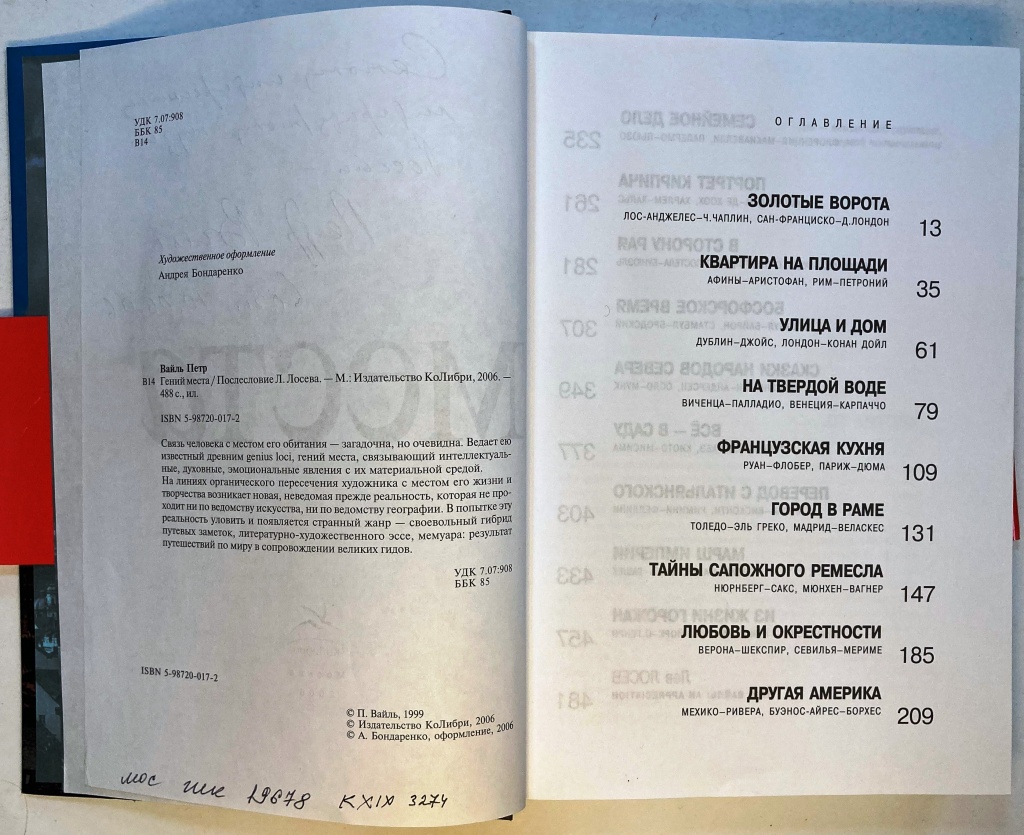 УДК 7.07:908
ББК 85
В14
Художественное оформление
Андрея Бондаренко
Вайль Петр
В14 Гений места / Послесловие Л. Лосева. — М.: Издательство КоЛибри, 2006. —
488 с., ил.
ISBN 5-98720-017-2
Связь человека с местом его обитания — загадочна, но очевидна. Ведает ею
известный древним genius loci, гений места, связывающий интеллектуаль-
ные, духовные, эмоциональные явления с их материальной средой.
На линиях органического пересечения художника с местом его жизни и
творчества возникает новая, неведомая прежде реальность, которая не про-
ходит ни по ведомству искусства, ни по ведомству географии. В попытке эту
реальность уловить и появляется странный жанр — своевольный гибрид
путевых заметок, литературно-художественного эссе, мемуара: результат
путешествий по миру в сопровождении великих гидов.
УДК 7.07:908
ББК 85
ISBN 5-98720-017-2
© П. Вайль, 1999
© Издательство КоЛибри, 2006
© А. Бондаренко, оформление, 2006
мос гик 19678 KXIX 3274
ОГЛАВЛЕНИЕ
ЗОЛОТЫЕ ВОРОТА
ЛОС-АНДЖЕЛЕС–Ч.ЧАПЛИН, САН-ФРАНЦИСКО–Д.ЛОНДОН 13
КВАРТИРА НА ПЛОЩАДИ
АФИНЫ–АРИСТОФАН, РИМ–ПЕТРОНИЙ 35
УЛИЦА И ДОМ
ДУБЛИН–ДЖОЙС, ЛОНДОН–КОНАН ДОЙЛ 61
НА ТВЕРДОЙ ВОДЕ
ВИЧЕНЦА–ПАЛЛАДИО, ВЕНЕЦИЯ–КАРПАЧЧО 79
ФРАНЦУЗСКАЯ КУХНЯ
РУАН–ФЛОБЕР, ПАРИЖ–ДЮМА 109
ГОРОД В РАМЕ
ТОЛЕДО–ЭЛЬ ГРЕКО, МАДРИД–ВЕЛАСКЕС 131
ТАЙНЫ САПОЖНОГО РЕМЕСЛА
НЮРНБЕРГ–САКС, МЮНХЕН–ВАГНЕР 147
ЛЮБОВЬ И ОКРЕСТНОСТИ
ВЕРОНА–ШЕКСПИР, СЕВИЛЬЯ–МЕРИМЕ 185
ДРУГАЯ АМЕРИКА
МЕХИКО–РИВЕРА, БУЭНОС-АЙРЕС–БОРХЕС 209